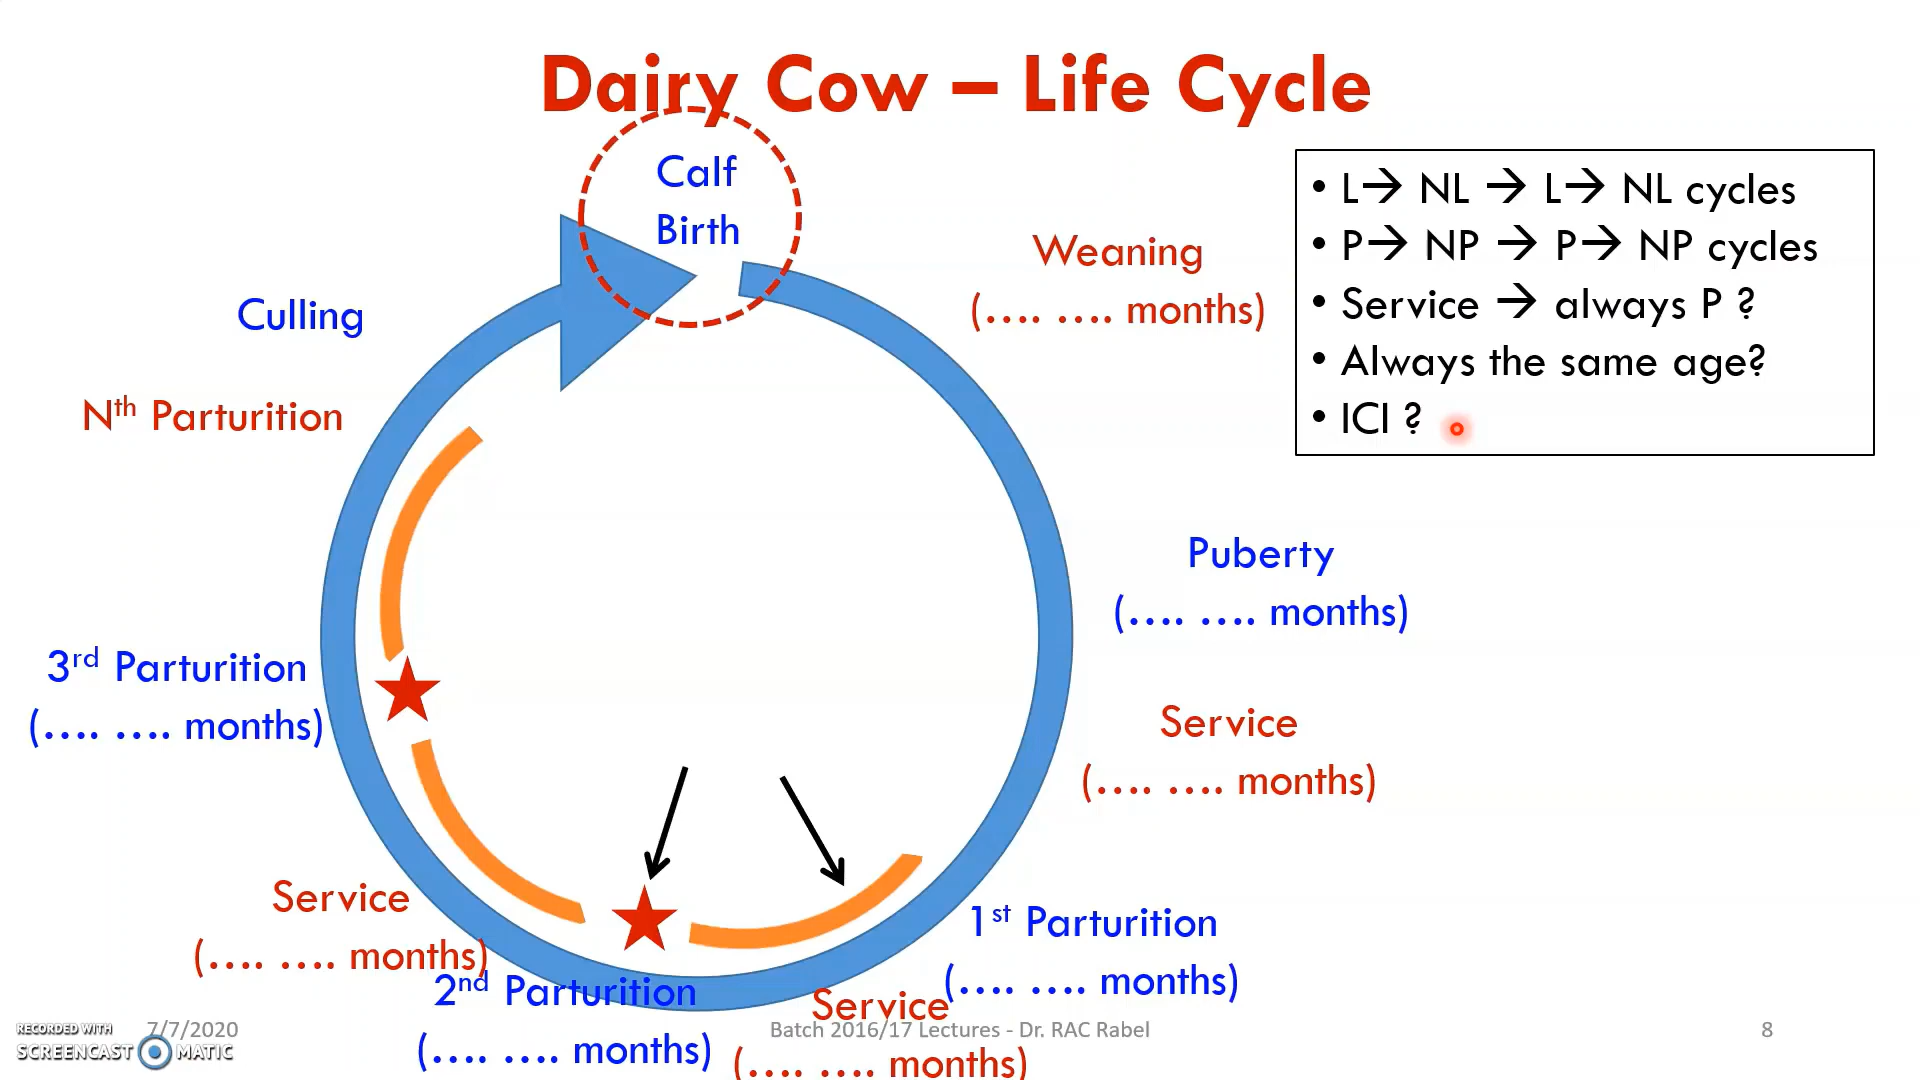 Dairy Cow – Life Cycle
Calf
Birth
Weaning
(.... .... months)
• L→ NL → L→ NL cycles
• P→ NP → P→ NP cycles
• Service → always P ?
• Always the same age?
• ICI ?
Puberty
(.... .... months)
Service
(.... .... months)
1st Parturition
(.... .... months)
Service
(.... .... months)
2nd Parturition
(.... .... months)
Service
(.... .... months)
3rd Parturition
(.... .... months)
Nth Parturition
Culling
RECORDED WITH
SCREENCAST MATIC
7/7/2020
Batch 2016/17 Lectures - Dr. RAC Rabel
8